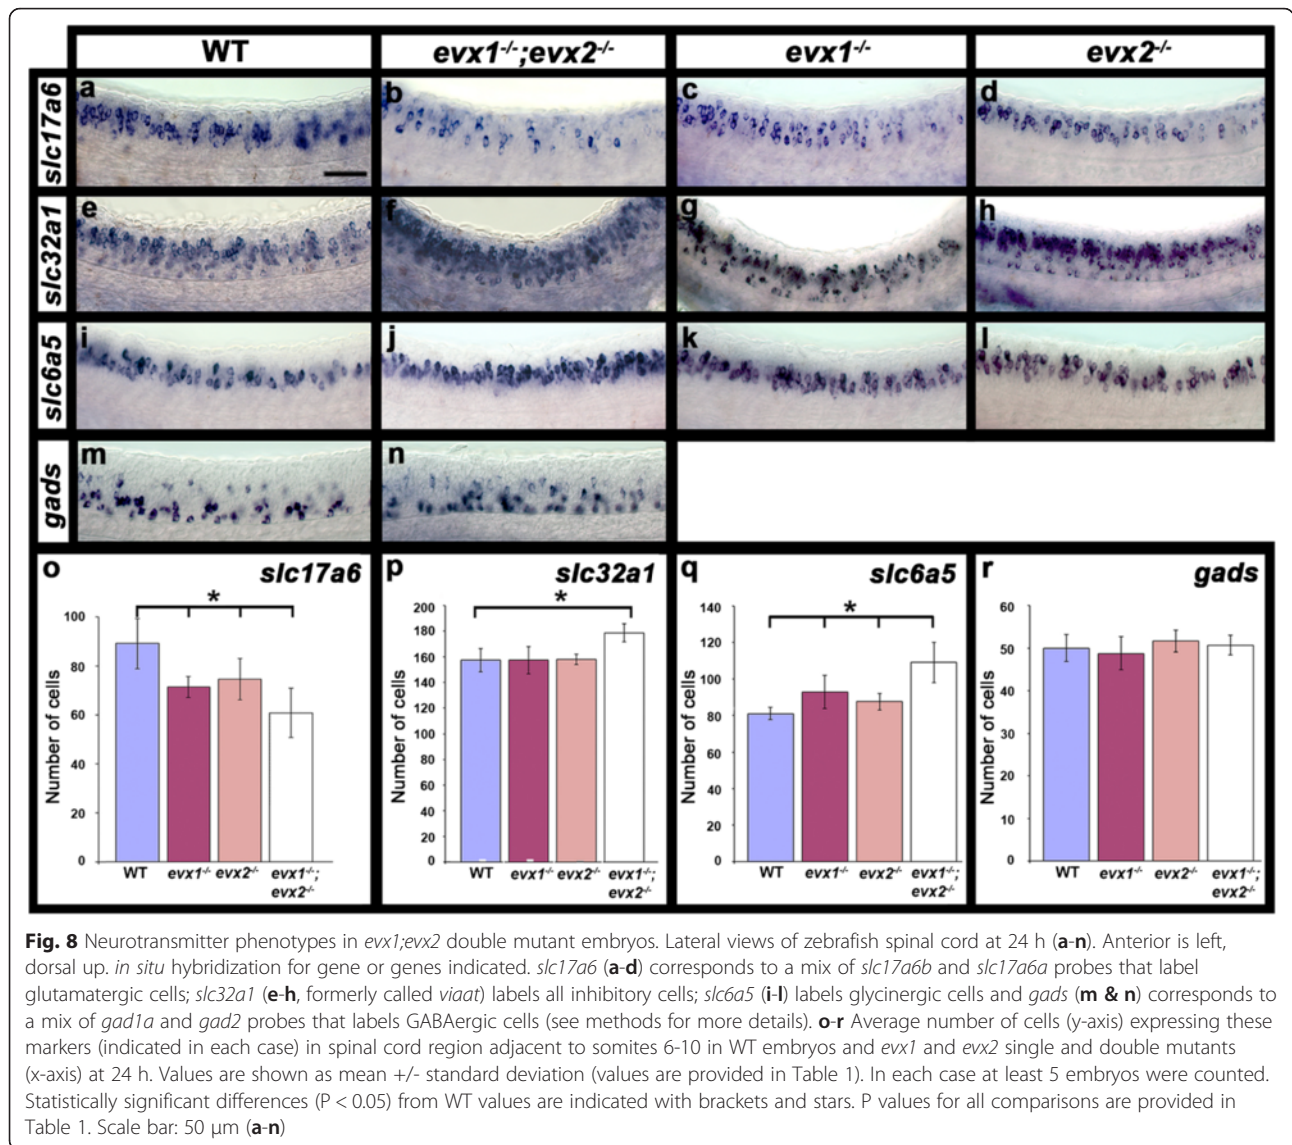 WT evx1-/-;evx2-/- evx1-/- evx2-/-
slc17a6 a b c d
slc32a1 e f g h
slc6a5 i j k l
gads m n
o slc17a6
*
Number of cells
100
80
60
40
20
0
WT evx1-/- evx2-/- evx1-/-;
evx2-/-
p slc32a1
*
Number of cells
200
180
160
140
120
100
80
60
40
20
0
WT evx1-/- evx2-/- evx1-/-;
evx2-/-
q slc6a5
*
Number of cells
140
120
100
80
60
40
20
0
WT evx1-/- evx2-/- evx1-/-;
evx2-/-
r gads
Number of cells
60
50
40
30
20
10
0
WT evx1-/- evx2-/- evx1-/-;
evx2-/-
Fig. 8 Neurotransmitter phenotypes in evx1;evx2 double mutant embryos. Lateral views of zebrafish spinal cord at 24 h (a-n). Anterior is left,
dorsal up. in situ hybridization for gene or genes indicated. slc17a6 (a-d) corresponds to a mix of slc17a6b and slc17a6a probes that label
glutamatergic cells; slc32a1 (e-h, formerly called viaat) labels all inhibitory cells; slc6a5 (i-l) labels glycinergic cells and gads (m & n) corresponds to
a mix of gad1a and gad2 probes that labels GABAergic cells (see methods for more details). o-r Average number of cells (y-axis) expressing these
markers (indicated in each case) in spinal cord region adjacent to somites 6-10 in WT embryos and evx1 and evx2 single and double mutants
(x-axis) at 24 h. Values are shown as mean +/- standard deviation (values are provided in Table 1). In each case at least 5 embryos were counted.
Statistically significant differences (P < 0.05) from WT values are indicated with brackets and stars. P values for all comparisons are provided in
Table 1. Scale bar: 50 μm (a-n)